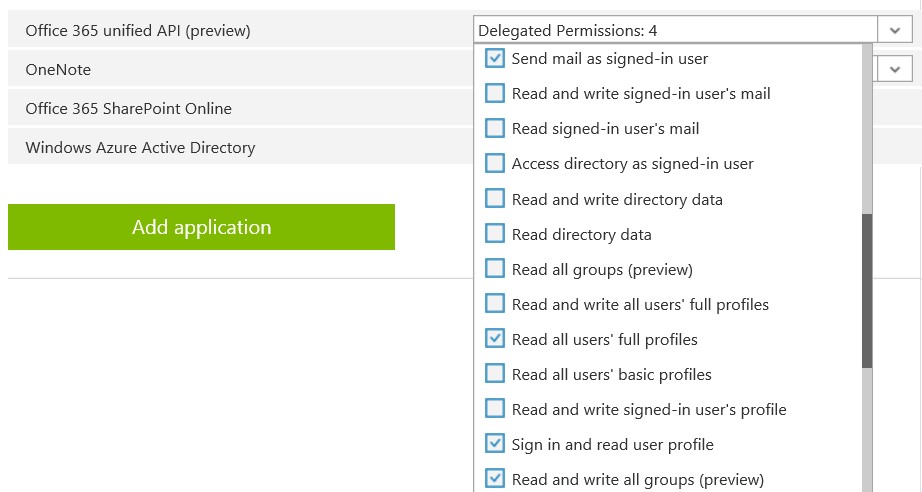 Office 365 unified API (preview)
Delegated Permissions: 4
OneNote
Office 365 SharePoint Online
Windows Azure Active Directory
Add application
Send mail as signed-in user
Read and write signed-in user's mail
Read signed-in user's mail
Access directory as signed-in user
Read and write directory data
Read directory data
Read all groups (preview)
Read and write all users' full profiles
Read all users' full profiles
Read all users' basic profiles
Read and write signed-in user's profile
Sign in and read user profile
Read and write all groups (preview)